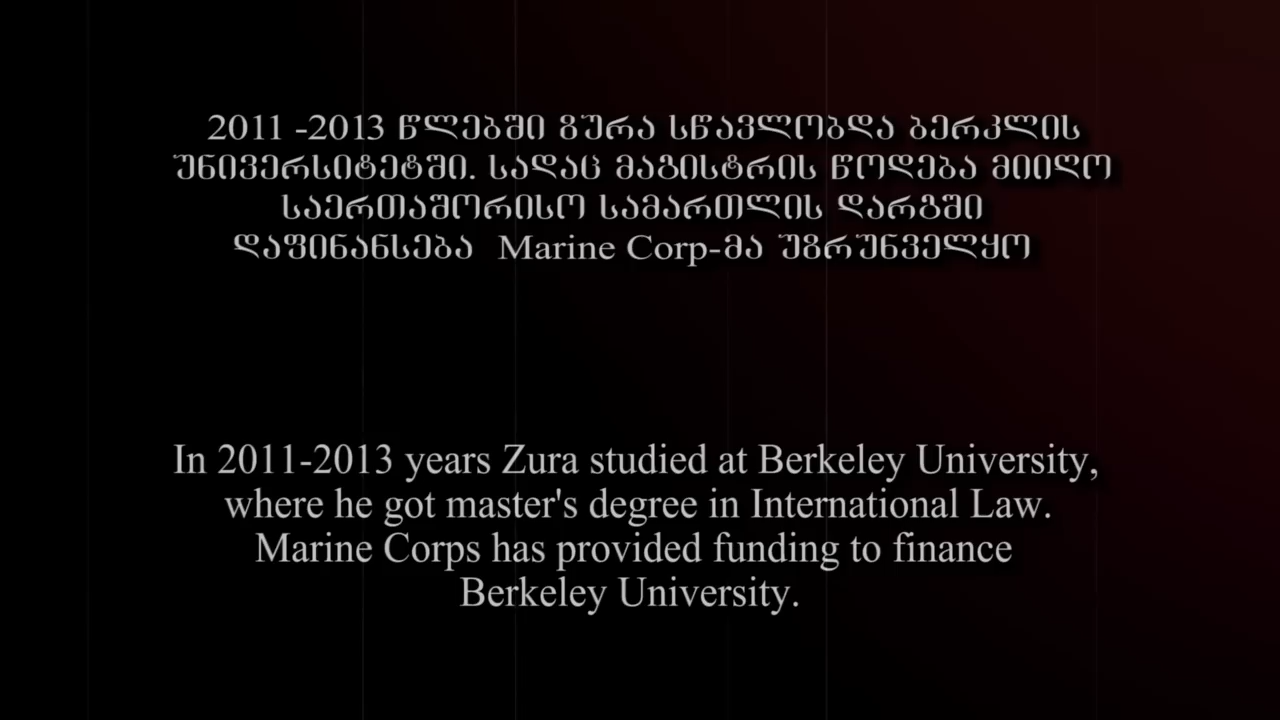 2011 -2013 წლებში ზურა სწავლობდა ბერკლის
უნივერსიტეტში. სადაც მაგისტრის წოდება მიიღო
საერთაშორისო სამართლის დარგში
დაფინანსება Marine Corp-მა უზრუნველყო
In 2011-2013 years Zura studied at Berkeley University,
where he got master's degree in International Law.
Marine Corps has provided funding to finance
Berkeley University.